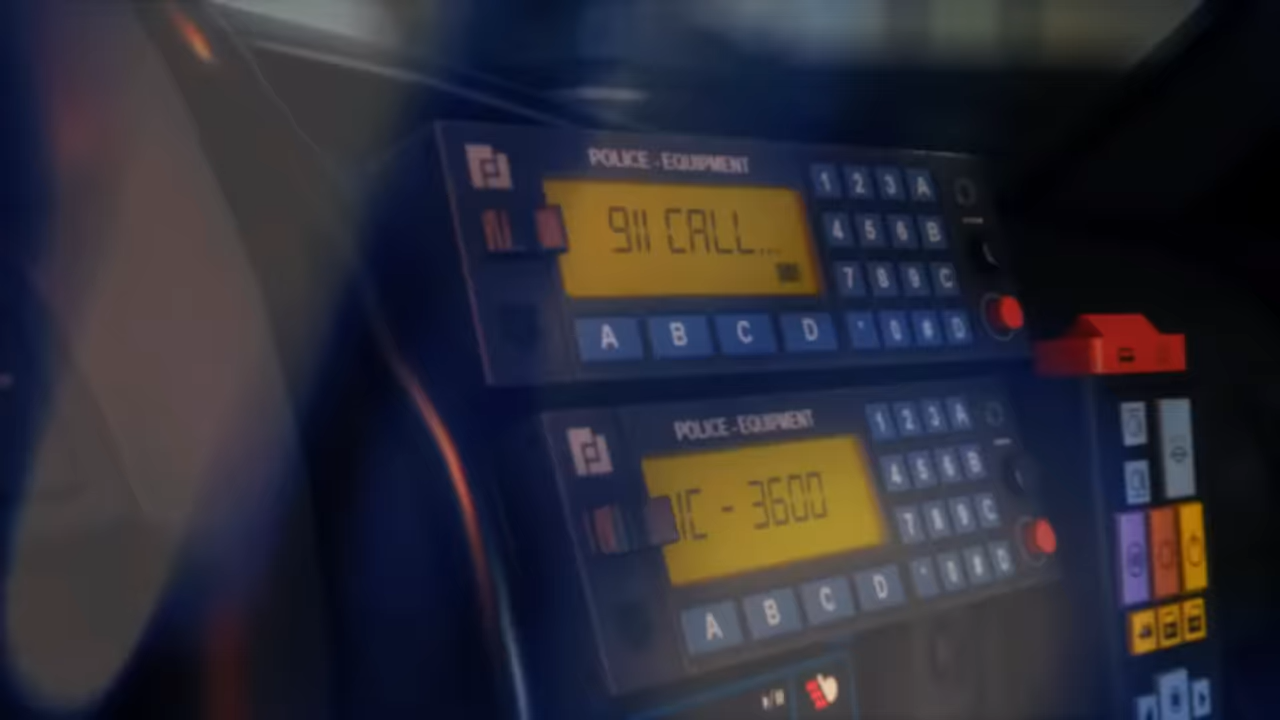 POLICE - EQUIPMENT
911 CALL...
1 2 3 A
4 5 6 B
7 8 9 C
* 0 # D
A B C D
POLICE - EQUIPMENT
IC - 3600
1 2 3 A
4 5 6 B
7 8 9 C
A B C D